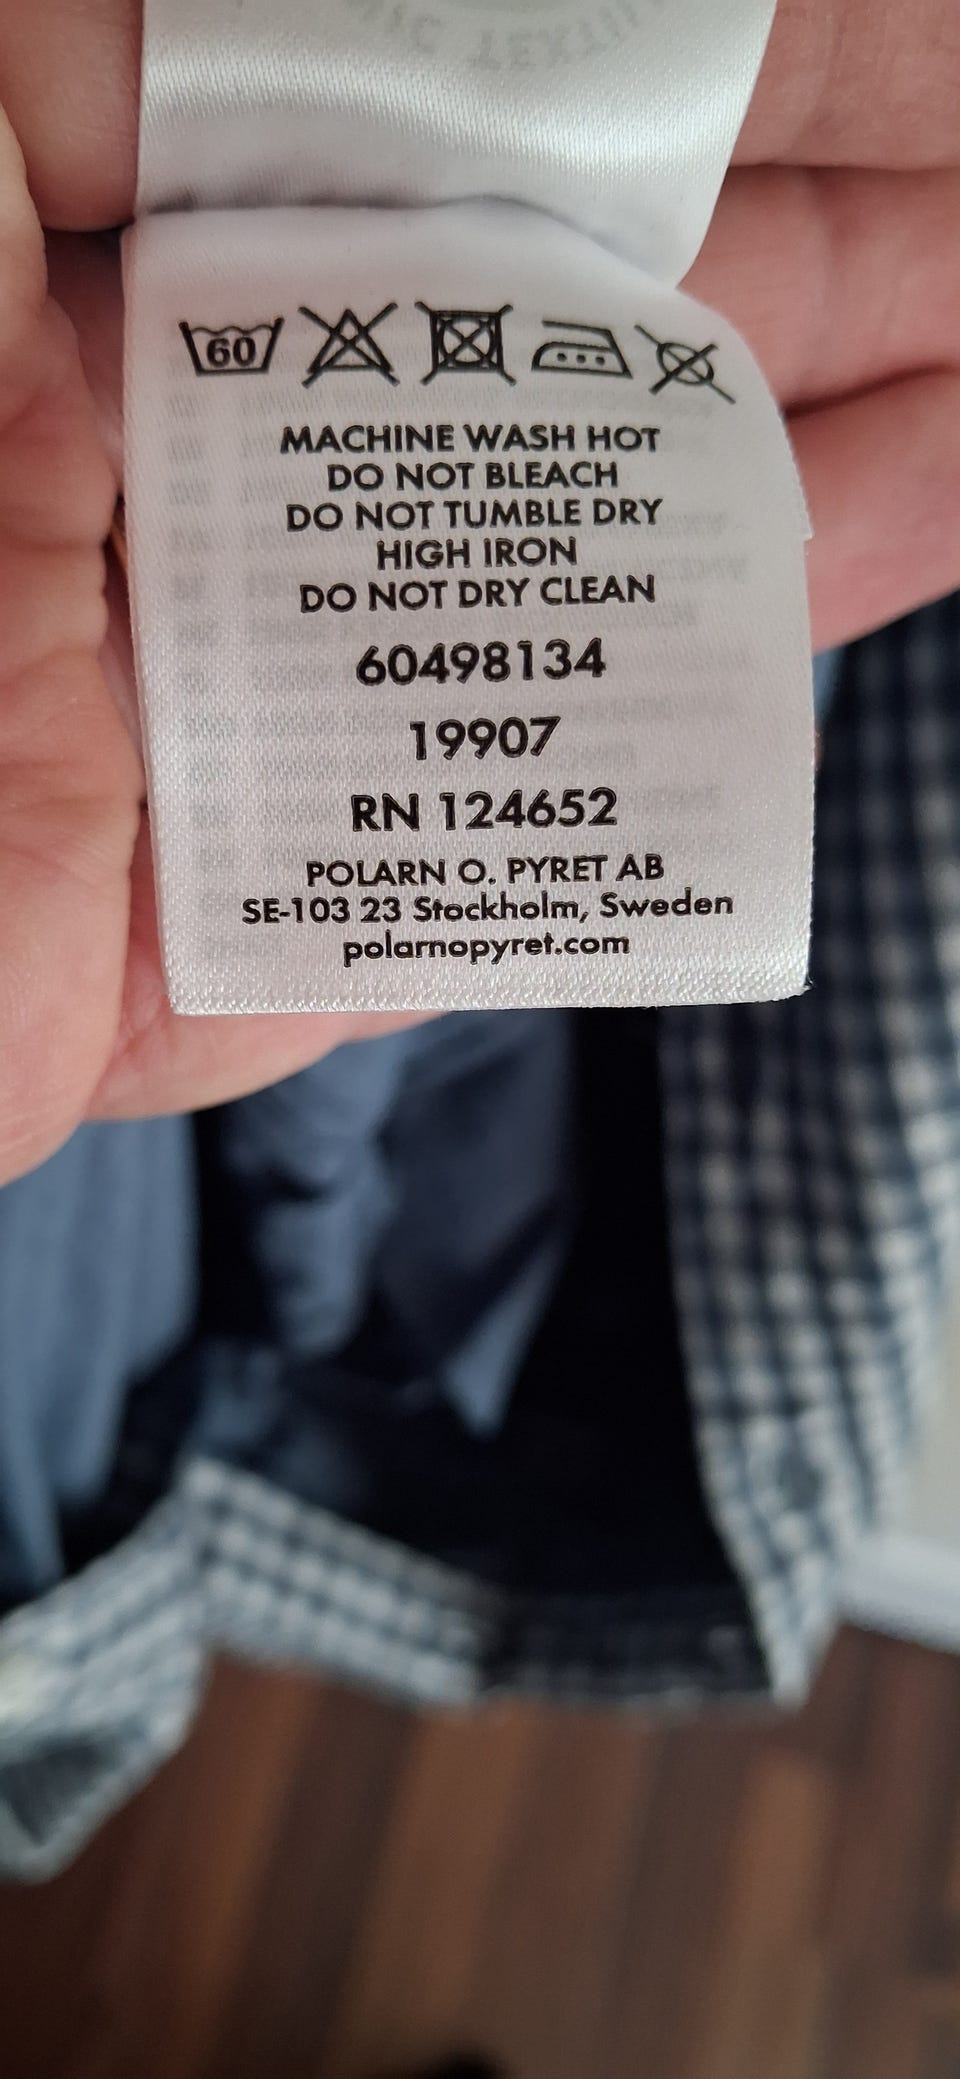 60
MACHINE WASH HOT
DO NOT BLEACH
DO NOT TUMBLE DRY
HIGH IRON
DO NOT DRY CLEAN
60498134
19907
RN 124652
POLARN O. PYRET AB
SE-103 23 Stockholm, Sweden
polarnopyret.com